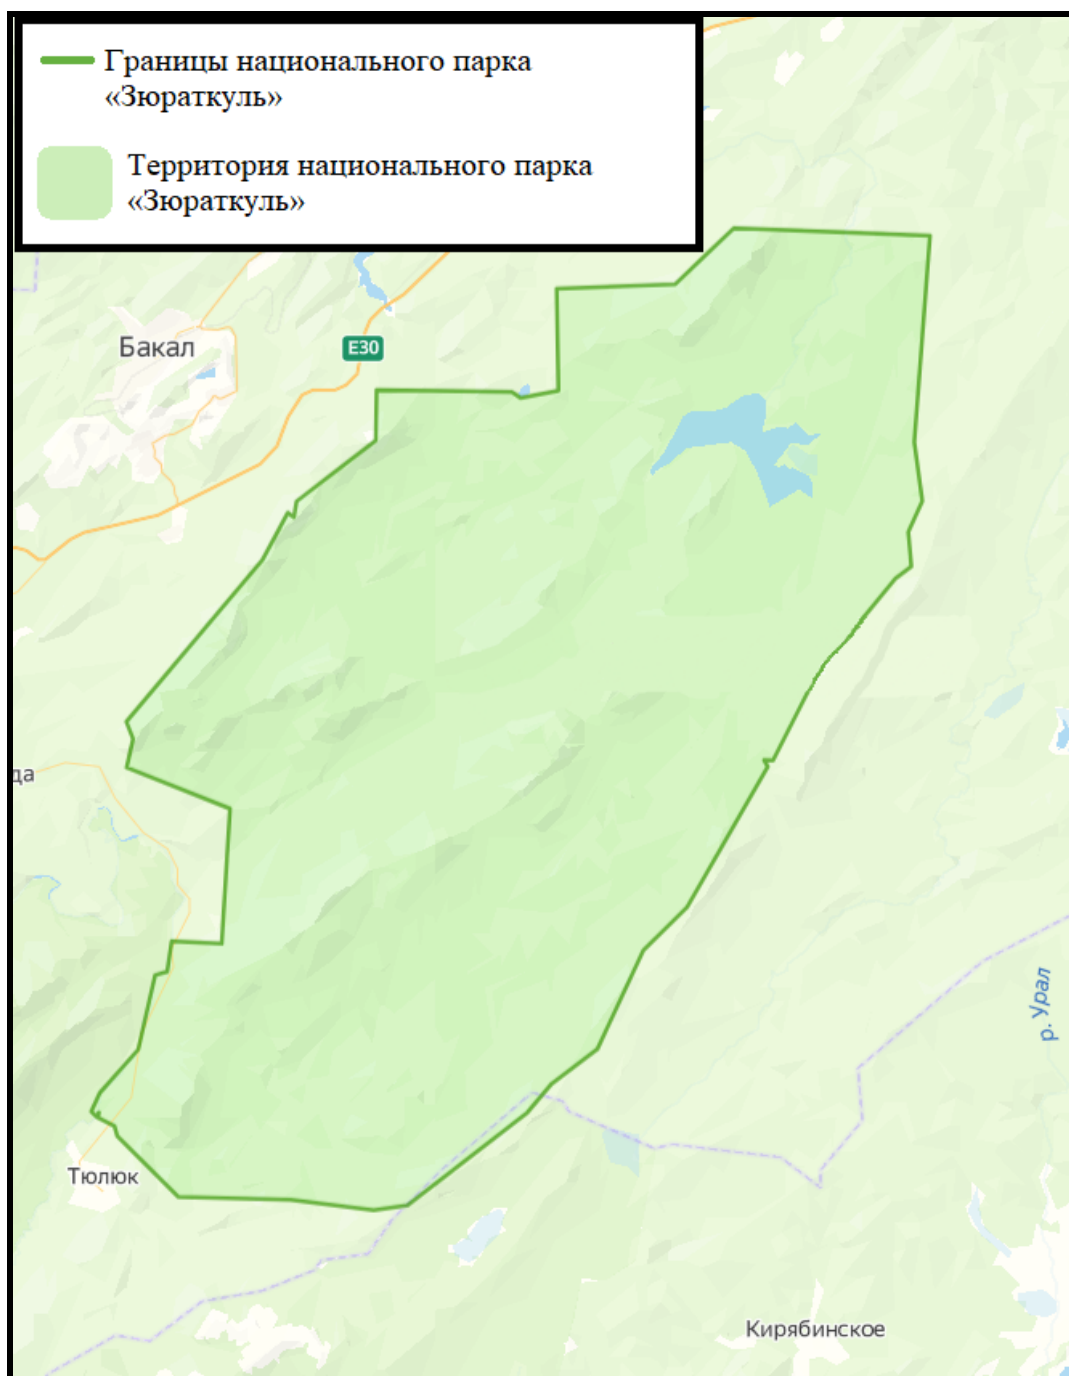 Границы национального парка
«Зюраткуль»
Территория национального парка
«Зюраткуль»
Бакал
E30
да
р. Урал
Тюлюк
Кирябинское